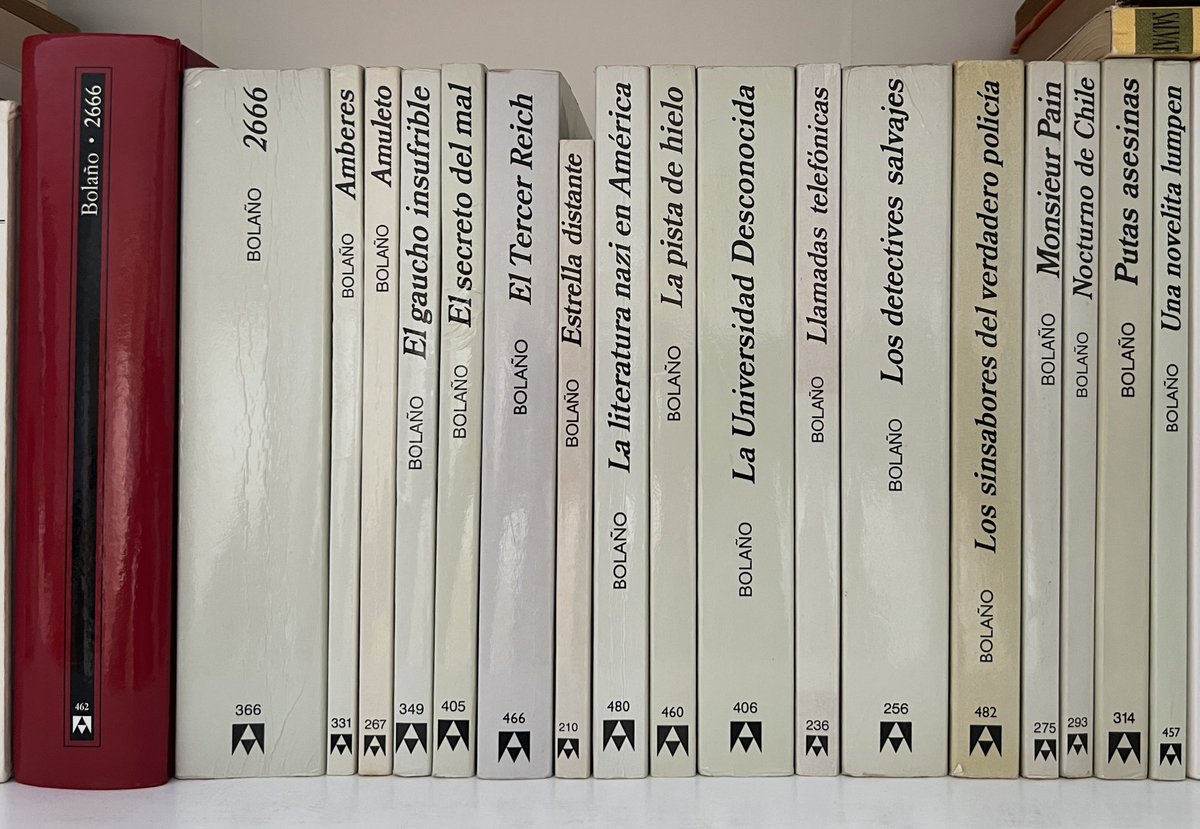 Bolaño • 2666
462
BOLAÑO 2666
366
BOLAÑO Amberes
331
BOLAÑO Amuleto
267
BOLAÑO El gaucho insufrible
349
BOLAÑO El secreto del mal
405
BOLAÑO El Tercer Reich
466
BOLAÑO Estrella distante
210
BOLAÑO La literatura nazi en América
480
BOLAÑO La pista de hielo
460
BOLAÑO La Universidad Desconocida
406
BOLAÑO Llamadas telefónicas
236
BOLAÑO Los detectives salvajes
256
BOLAÑO Los sinsabores del verdadero policía
482
BOLAÑO Monsieur Pain
275
BOLAÑO Nocturno de Chile
293
BOLAÑO Putas asesinas
314
BOLAÑO Una novelita lumpen
457
SALVAT